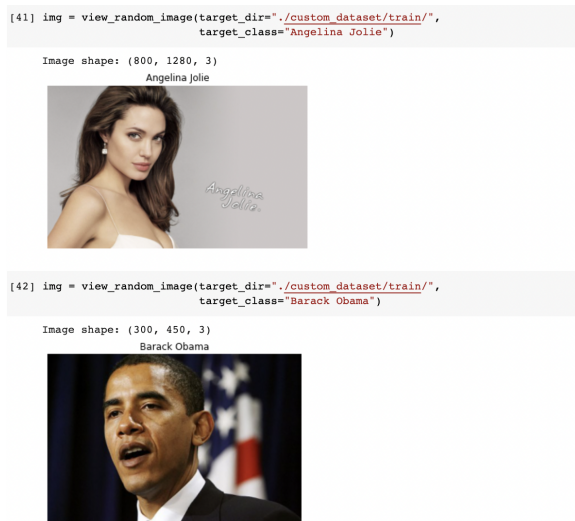 [41] img = view_random_image(target_dir="./custom_dataset/train/",
target_class="Angelina Jolie")
Image shape: (800, 1280, 3)
Angelina Jolie
Angelina
Jolie.
[42] img = view_random_image(target_dir="./custom_dataset/train/",
target_class="Barack Obama")
Image shape: (300, 450, 3)
Barack Obama